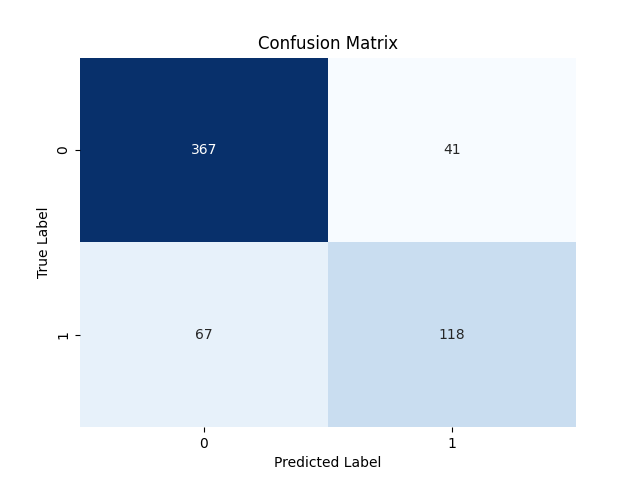 Confusion Matrix
True Label
0
367
41
1
67
118
0
1
Predicted Label